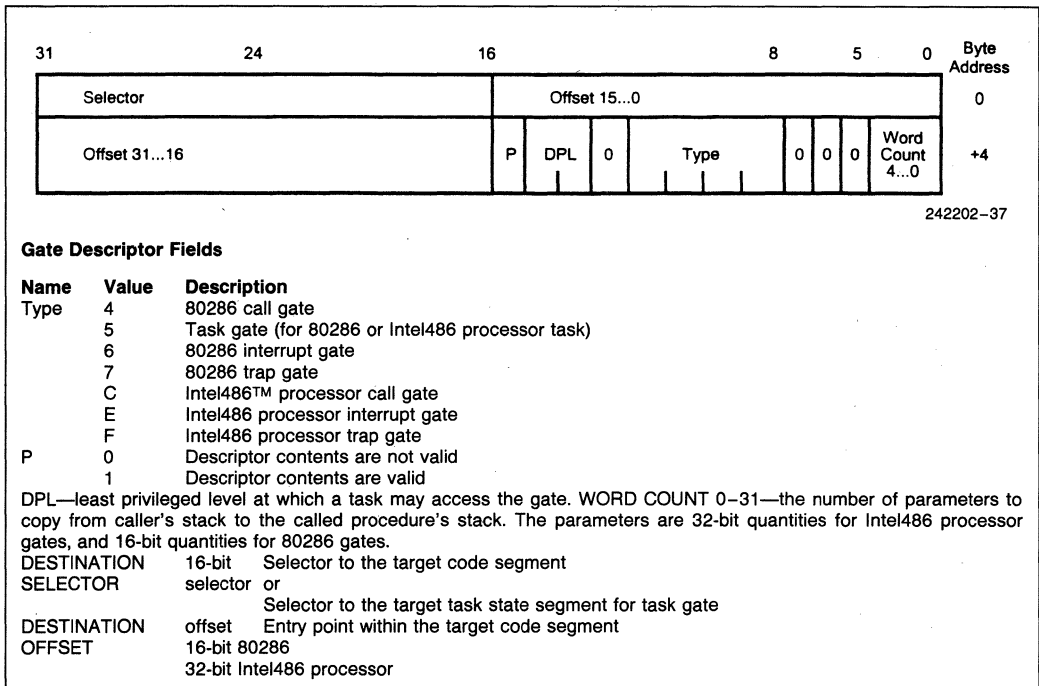 31 24 16 8 5 0 Byte Address
Selector Offset 15...0 0
Offset 31...16 P DPL 0 Type 0 0 0 Word Count 4...0 +4
242202–37
Gate Descriptor Fields
Name Value Description
Type 4 80286 call gate
5 Task gate (for 80286 or Intel486 processor task)
6 80286 interrupt gate
7 80286 trap gate
C Intel486™ processor call gate
E Intel486 processor interrupt gate
F Intel486 processor trap gate
P 0 Descriptor contents are not valid
1 Descriptor contents are valid
DPL—least privileged level at which a task may access the gate. WORD COUNT 0–31—the number of parameters to
copy from caller's stack to the called procedure's stack. The parameters are 32-bit quantities for Intel486 processor
gates, and 16-bit quantities for 80286 gates.
DESTINATION 16-bit Selector to the target code segment
SELECTOR selector or
Selector to the target task state segment for task gate
DESTINATION offset Entry point within the target code segment
OFFSET 16-bit 80286
32-bit Intel486 processor